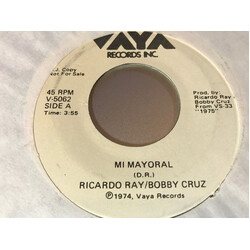 VAYA
RECORDS INC.
D.J. Copy
Not For Sale
45 RPM
V-5062
SIDE A
Time: 3:55
Prod. by:
Ricardo Ray
Bobby Cruz
From VS-33
"1975"
MI MAYORAL
(D.R.)
RICARDO RAY/BOBBY CRUZ
Ⓟ1974, Vaya Records